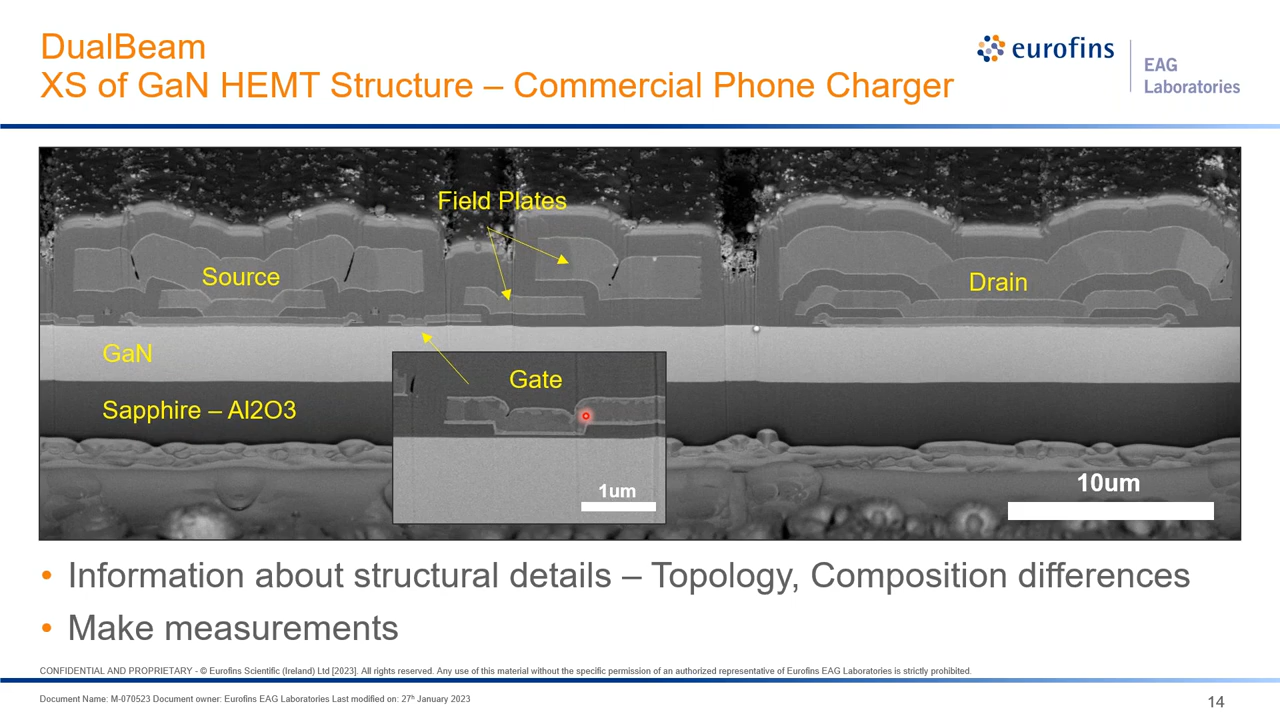 DualBeam
XS of GaN HEMT Structure – Commercial Phone Charger
eurofins
EAG
Laboratories
Field Plates
Source
Drain
GaN
Gate
Sapphire – Al2O3
1um
10um
• Information about structural details – Topology, Composition differences
• Make measurements
CONFIDENTIAL AND PROPRIETARY - © Eurofins Scientific (Ireland) Ltd [2023]. All rights reserved. Any use of this material without the specific permission of an authorized representative of Eurofins EAG Laboratories is strictly prohibited.
Document Name: M-070523 Document owner: Eurofins EAG Laboratories Last modified on: 27th January 2023
14